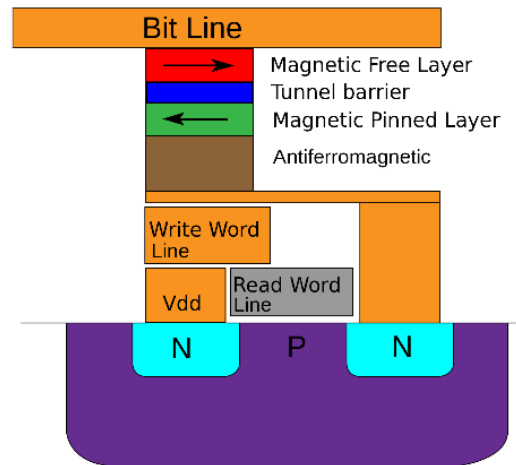 Bit Line
Magnetic Free Layer
Tunnel barrier
Magnetic Pinned Layer
Antiferromagnetic
Write Word
Line
Vdd
Read Word
Line
N
P
N